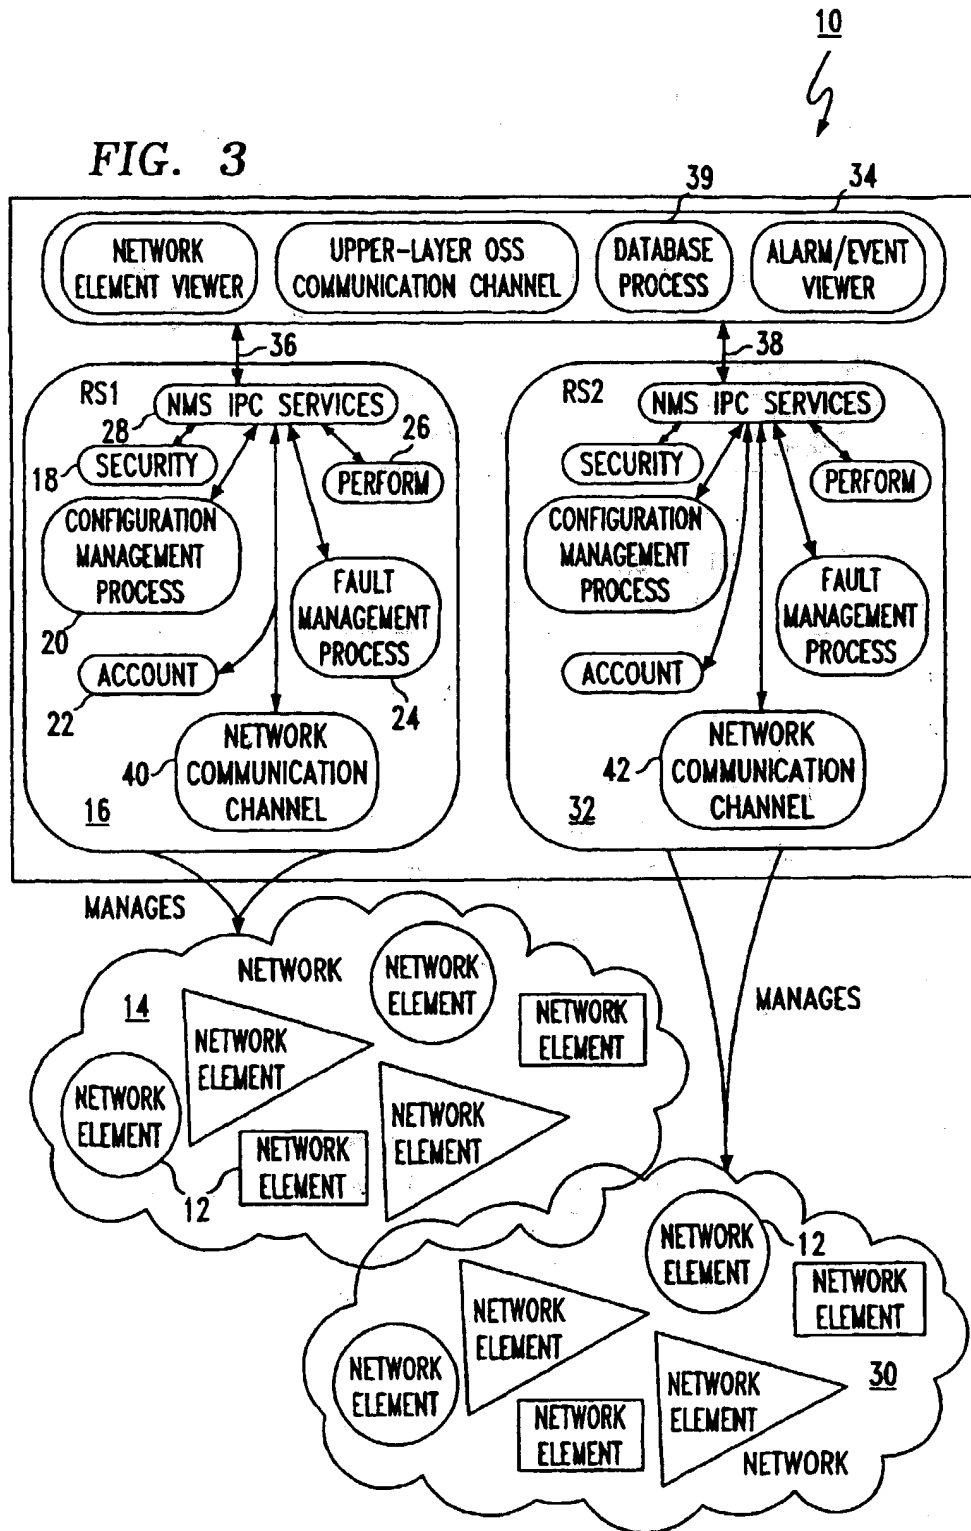 10
FIG. 3
39
34
NETWORK
ELEMENT VIEWER
UPPER-LAYER OSS
COMMUNICATION CHANNEL
DATABASE
PROCESS
ALARM/EVENT
VIEWER
36
38
RS1
NMS IPC SERVICES
28
26
18
SECURITY
PERFORM
CONFIGURATION
MANAGEMENT
PROCESS
20
FAULT
MANAGEMENT
PROCESS
ACCOUNT
22
24
NETWORK
COMMUNICATION
CHANNEL
40
16
RS2
NMS IPC SERVICES
SECURITY
PERFORM
CONFIGURATION
MANAGEMENT
PROCESS
FAULT
MANAGEMENT
PROCESS
ACCOUNT
NETWORK
COMMUNICATION
CHANNEL
42
32
MANAGES
NETWORK
14
NETWORK
ELEMENT
NETWORK
ELEMENT
NETWORK
ELEMENT
NETWORK
ELEMENT
NETWORK
ELEMENT
NETWORK
ELEMENT
12
MANAGES
NETWORK
ELEMENT
12
NETWORK
ELEMENT
NETWORK
ELEMENT
NETWORK
ELEMENT
NETWORK
ELEMENT
NETWORK
ELEMENT
30
NETWORK